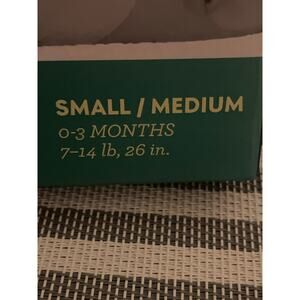 SMALL / MEDIUM
0-3 MONTHS
7–14 lb, 26 in.